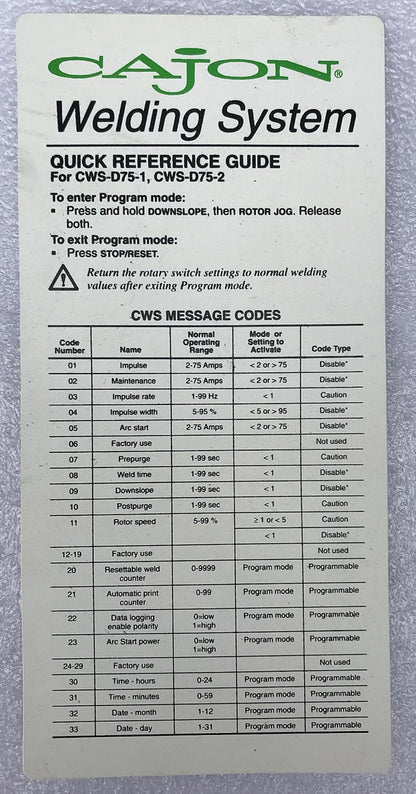 CAJON®
Welding System
QUICK REFERENCE GUIDE
For CWS-D75-1, CWS-D75-2
To enter Program mode:
▪ Press and hold DOWNSLOPE, then ROTOR JOG. Release
both.
To exit Program mode:
▪ Press STOP/RESET.
Return the rotary switch settings to normal welding
values after exiting Program mode.
CWS MESSAGE CODES
Code Number | Name | Normal Operating Range | Mode or Setting to Activate | Code Type
01 Impulse 2-75 Amps < 2 or > 75 Disable*
02 Maintenance 2-75 Amps < 2 or > 75 Disable*
03 Impulse rate 1-99 Hz < 1 Caution
04 Impulse width 5-95 % < 5 or > 95 Disable*
05 Arc start 2-75 Amps < 2 or > 75 Disable*
06 Factory use Not used
07 Prepurge 1-99 sec < 1 Caution
08 Weld time 1-99 sec < 1 Disable*
09 Downslope 1-99 sec < 1 Disable*
10 Postpurge 1-99 sec < 1 Caution
11 Rotor speed 5-99 % ≥ 1 or < 5 Caution
< 1 Disable*
12-19 Factory use Not used
20 Resettable weld counter 0-9999 Program mode Programmable
21 Automatic print counter 0-99 Program mode Programmable
22 Data logging enable polarity 0=low 1=high Program mode Programmable
23 Arc Start power 0=low 1=high Program mode Programmable
24-29 Factory use Not used
30 Time - hours 0-24 Program mode Programmable
31 Time - minutes 0-59 Program mode Programmable
32 Date - month 1-12 Program mode Programmable
33 Date - day 1-31 Program mode Programmable